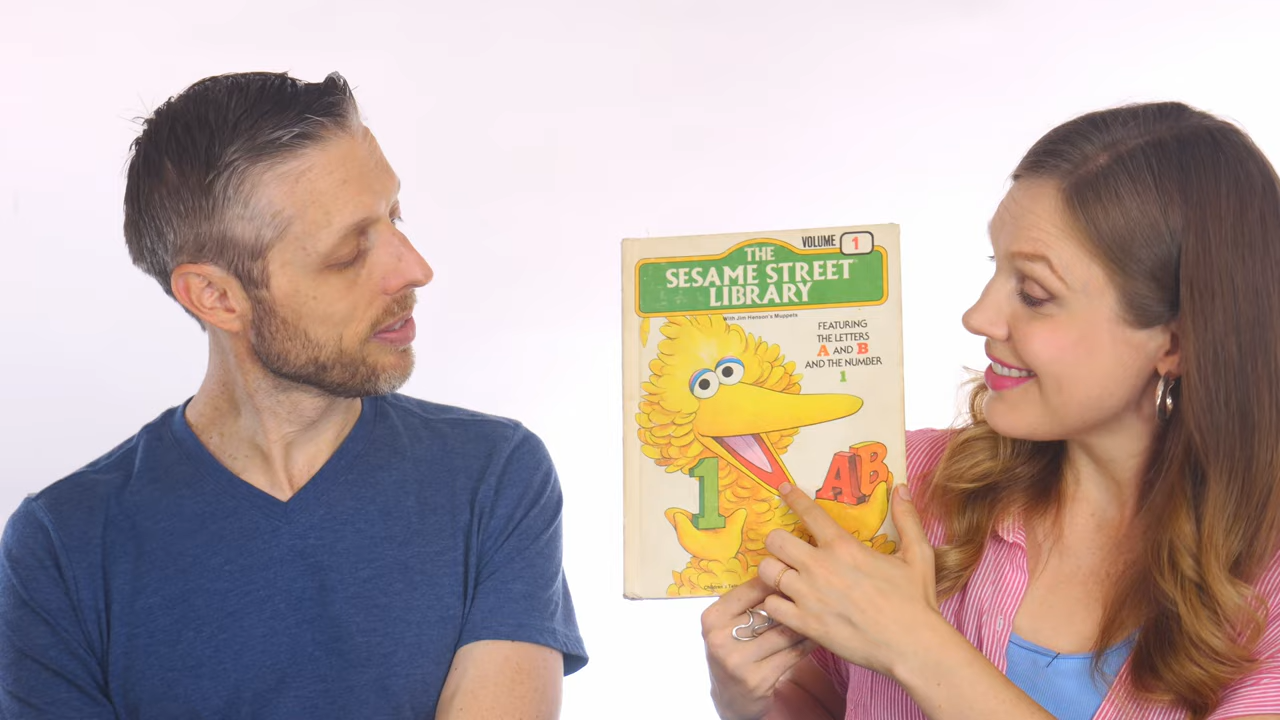 VOLUME 1
THE
SESAME STREET
LIBRARY
With Jim Henson's Muppets
FEATURING
THE LETTERS
A AND B
AND THE NUMBER
1
1
AB